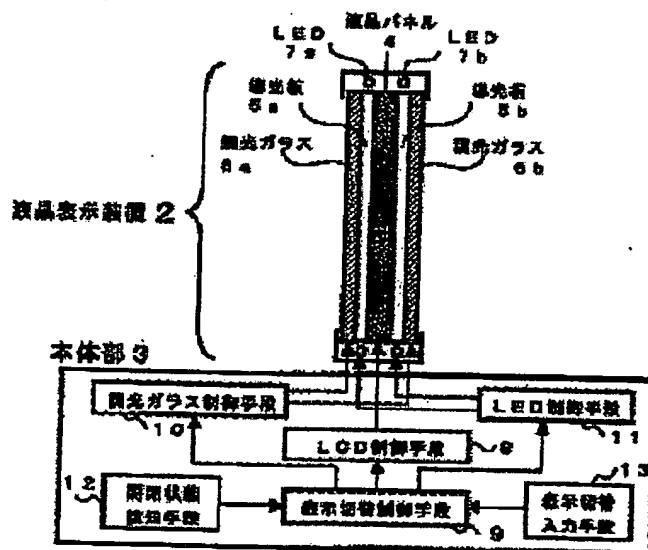 液晶パネル
4
LED
7a
LED
7b
導光板
5a
導光板
5b
調光ガラス
6a
調光ガラス
6b
液晶表示装置2
本体部3
調光ガラス制御手段
10
LED制御手段
11
LCD制御手段
8
12
開閉状態
検知手段
表示切替制御手段
9
13
表示切替
入力手段